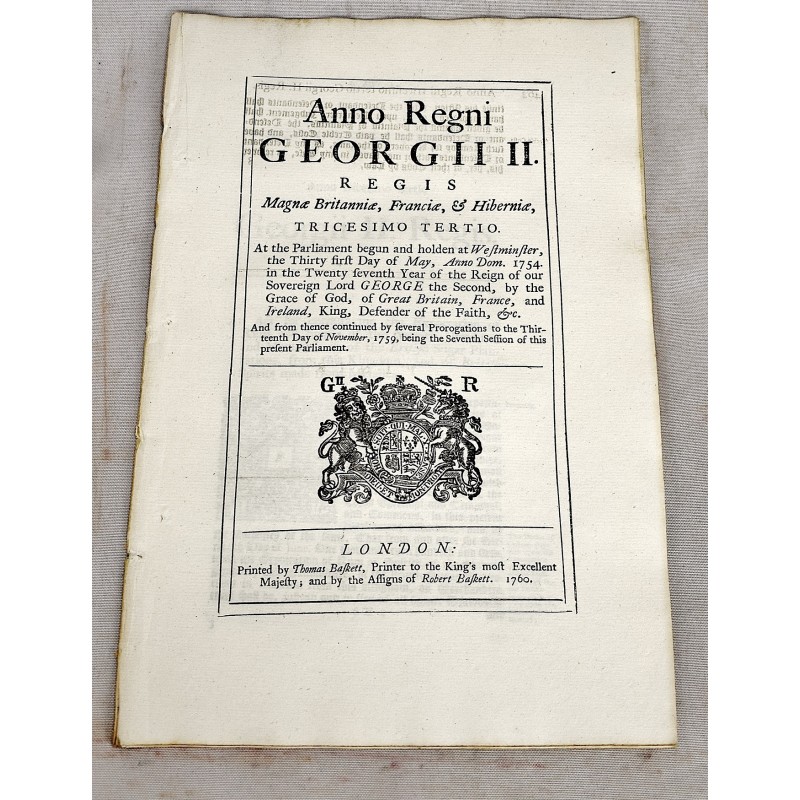 Anno Regni
GEORGII II.
REGIS
Magnæ Britanniæ, Franciæ, & Hiberniæ,
TRICESIMO TERTIO.
At the Parliament begun and holden at Weſtminſter,
the Thirty firſt Day of May, Anno Dom. 1754.
in the Twenty ſeventh Year of the Reign of our
Sovereign Lord GEORGE the Second, by the
Grace of God, of Great Britain, France, and
Ireland, King, Defender of the Faith, &c.
And from thence continued by ſeveral Prorogations to the Thir-
teenth Day of November, 1759, being the Seventh Seſſion of this
preſent Parliament.
G II R
LONDON:
Printed by Thomas Baſkett, Printer to the King's moſt Excellent
Majeſty; and by the Aſſigns of Robert Baſkett. 1760.